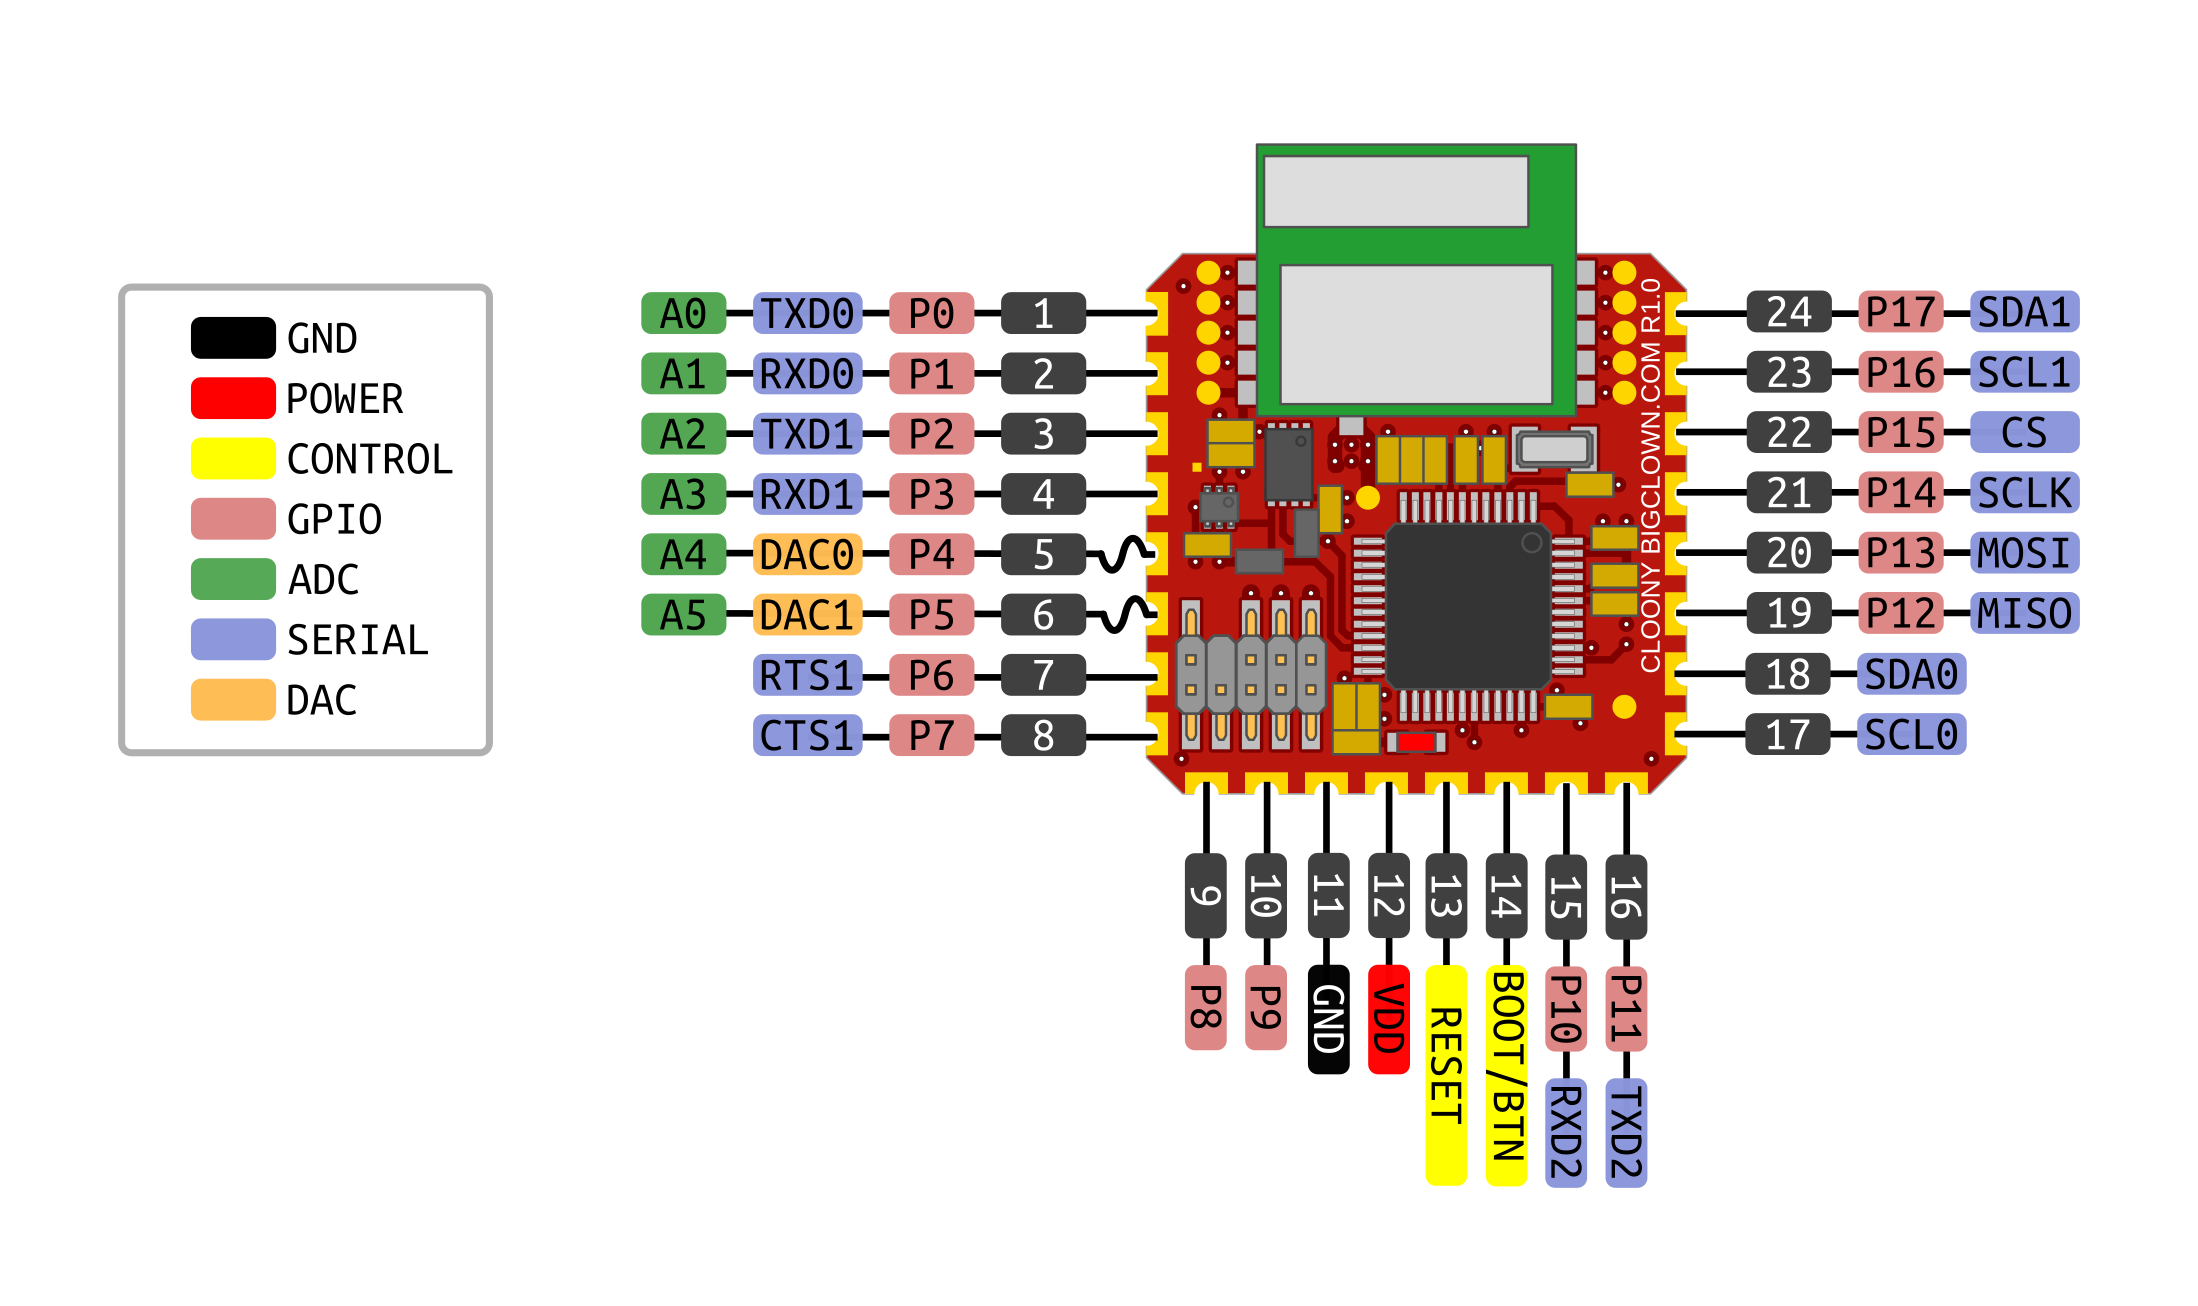 GND
POWER
CONTROL
GPIO
ADC
SERIAL
DAC
A0 TXD0 P0 1
A1 RXD0 P1 2
A2 TXD1 P2 3
A3 RXD1 P3 4
A4 DAC0 P4 5
A5 DAC1 P5 6
RTS1 P6 7
CTS1 P7 8
CLOONY BIGCLOWN.COM R1.0
24 P17 SDA1
23 P16 SCL1
22 P15 CS
21 P14 SCLK
20 P13 MOSI
19 P12 MISO
18 SDA0
17 SCL0
9 P8
10 P9
11 GND
12 VDD
13 RESET
14 BOOT/BTN
15 P10 RXD2
16 P11 TXD2